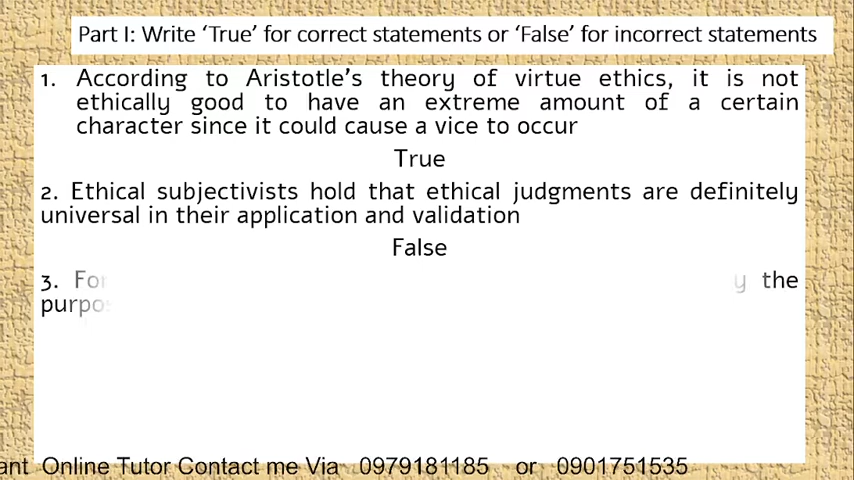 Part I: Write ‘True’ for correct statements or ‘False’ for incorrect statements
1. According to Aristotle’s theory of virtue ethics, it is not
ethically good to have an extreme amount of a certain
character since it could cause a vice to occur
True
2. Ethical subjectivists hold that ethical judgments are definitely
universal in their application and validation
False
3. the
Online Tutor Contact me Via 0979181185 or 0901751535